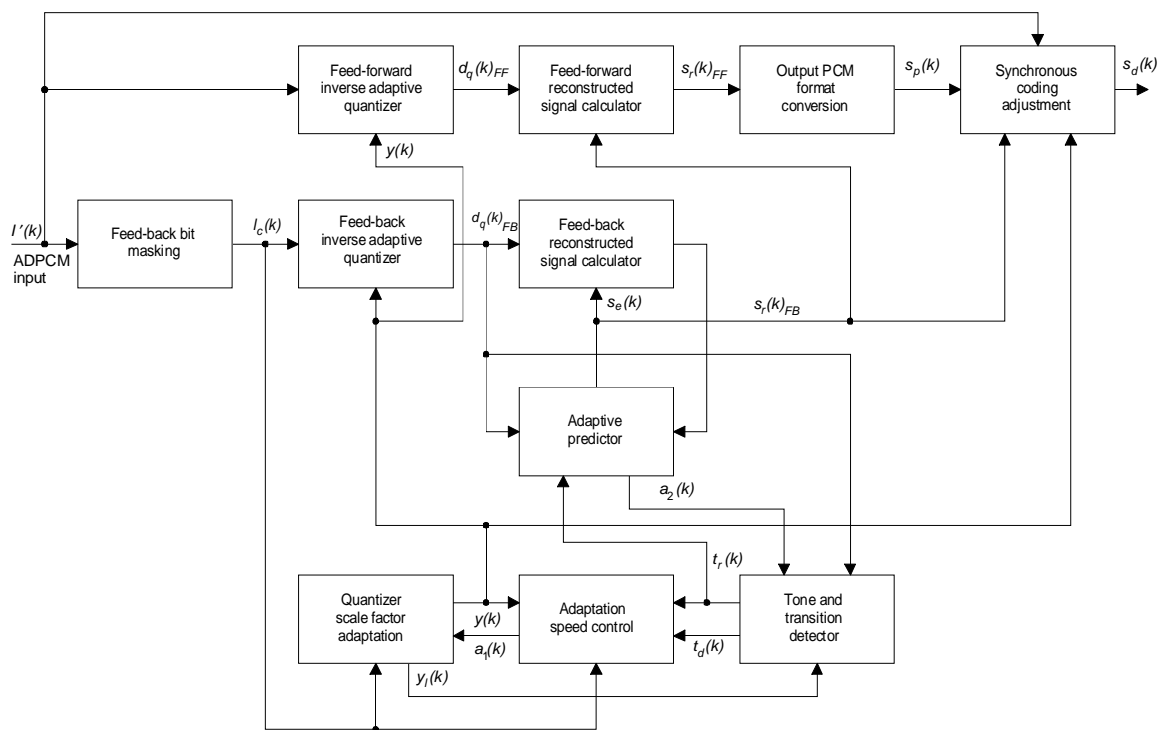 Feed-forward
inverse adaptive
quantizer
d_q(k)_FF
Feed-forward
reconstructed
signal calculator
s_r(k)_FF
Output PCM
format
conversion
s_p(k)
Synchronous
coding
adjustment
s_d(k)
y(k)
I'(k)
ADPCM
input
Feed-back bit
masking
I_c(k)
Feed-back
inverse adaptive
quantizer
d_q(k)_FB
Feed-back
reconstructed
signal calculator
s_e(k)
s_r(k)_FB
Adaptive
predictor
a_2(k)
t_r(k)
Quantizer
scale factor
adaptation
y(k)
a_1(k)
Adaptation
speed control
t_d(k)
Tone and
transition
detector
y_l(k)